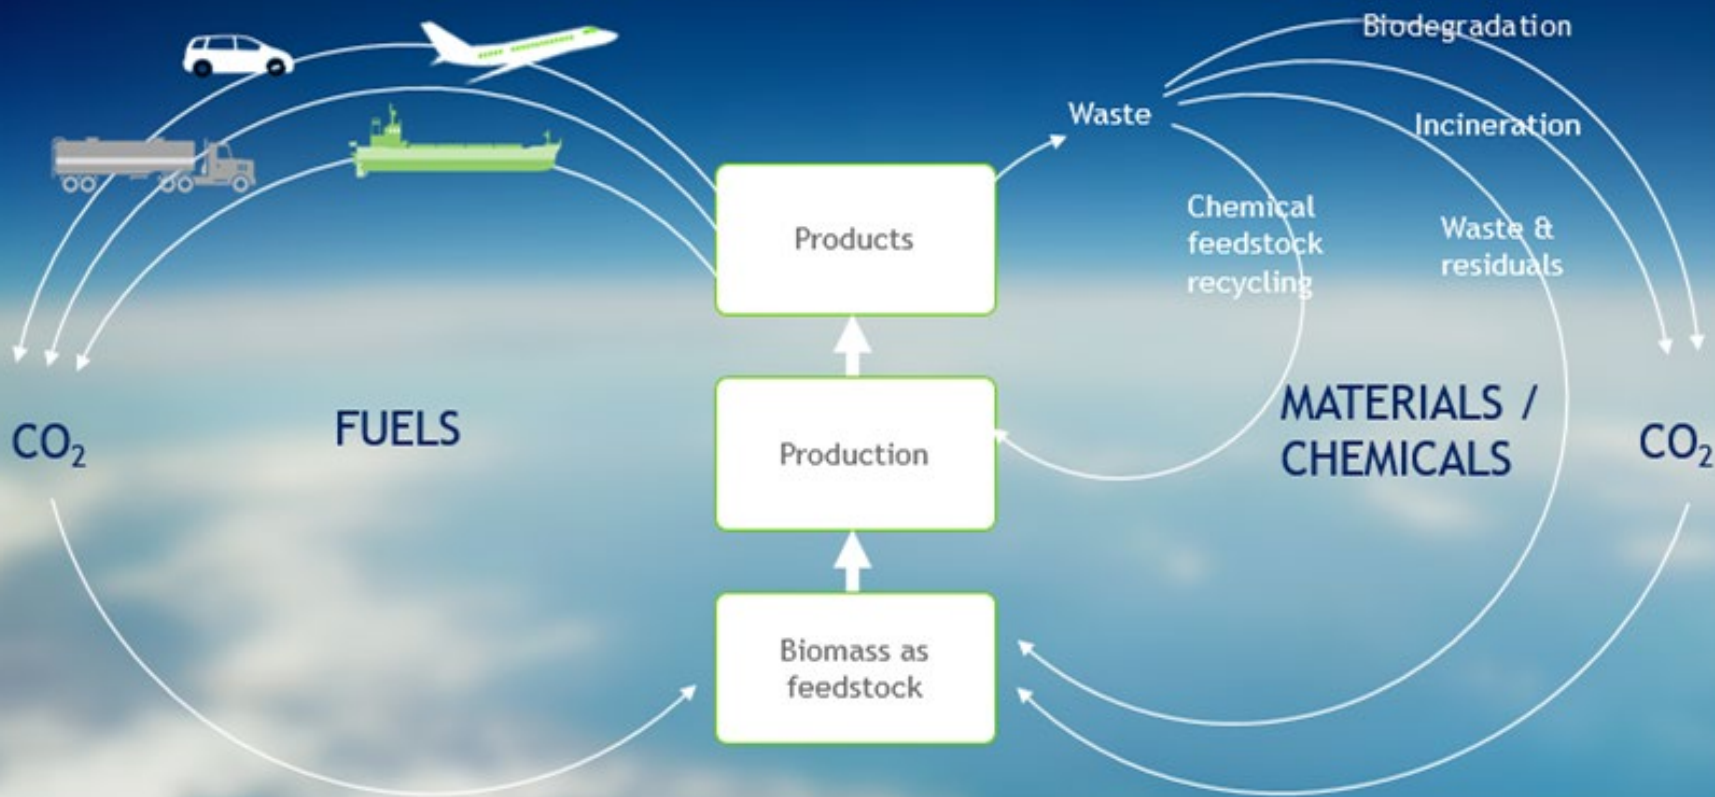 Biodegradation
Waste
Incineration
Chemical
feedstock
recycling
Waste &
residuals
Products
CO₂
FUELS
Production
MATERIALS /
CHEMICALS
CO₂
Biomass as
feedstock